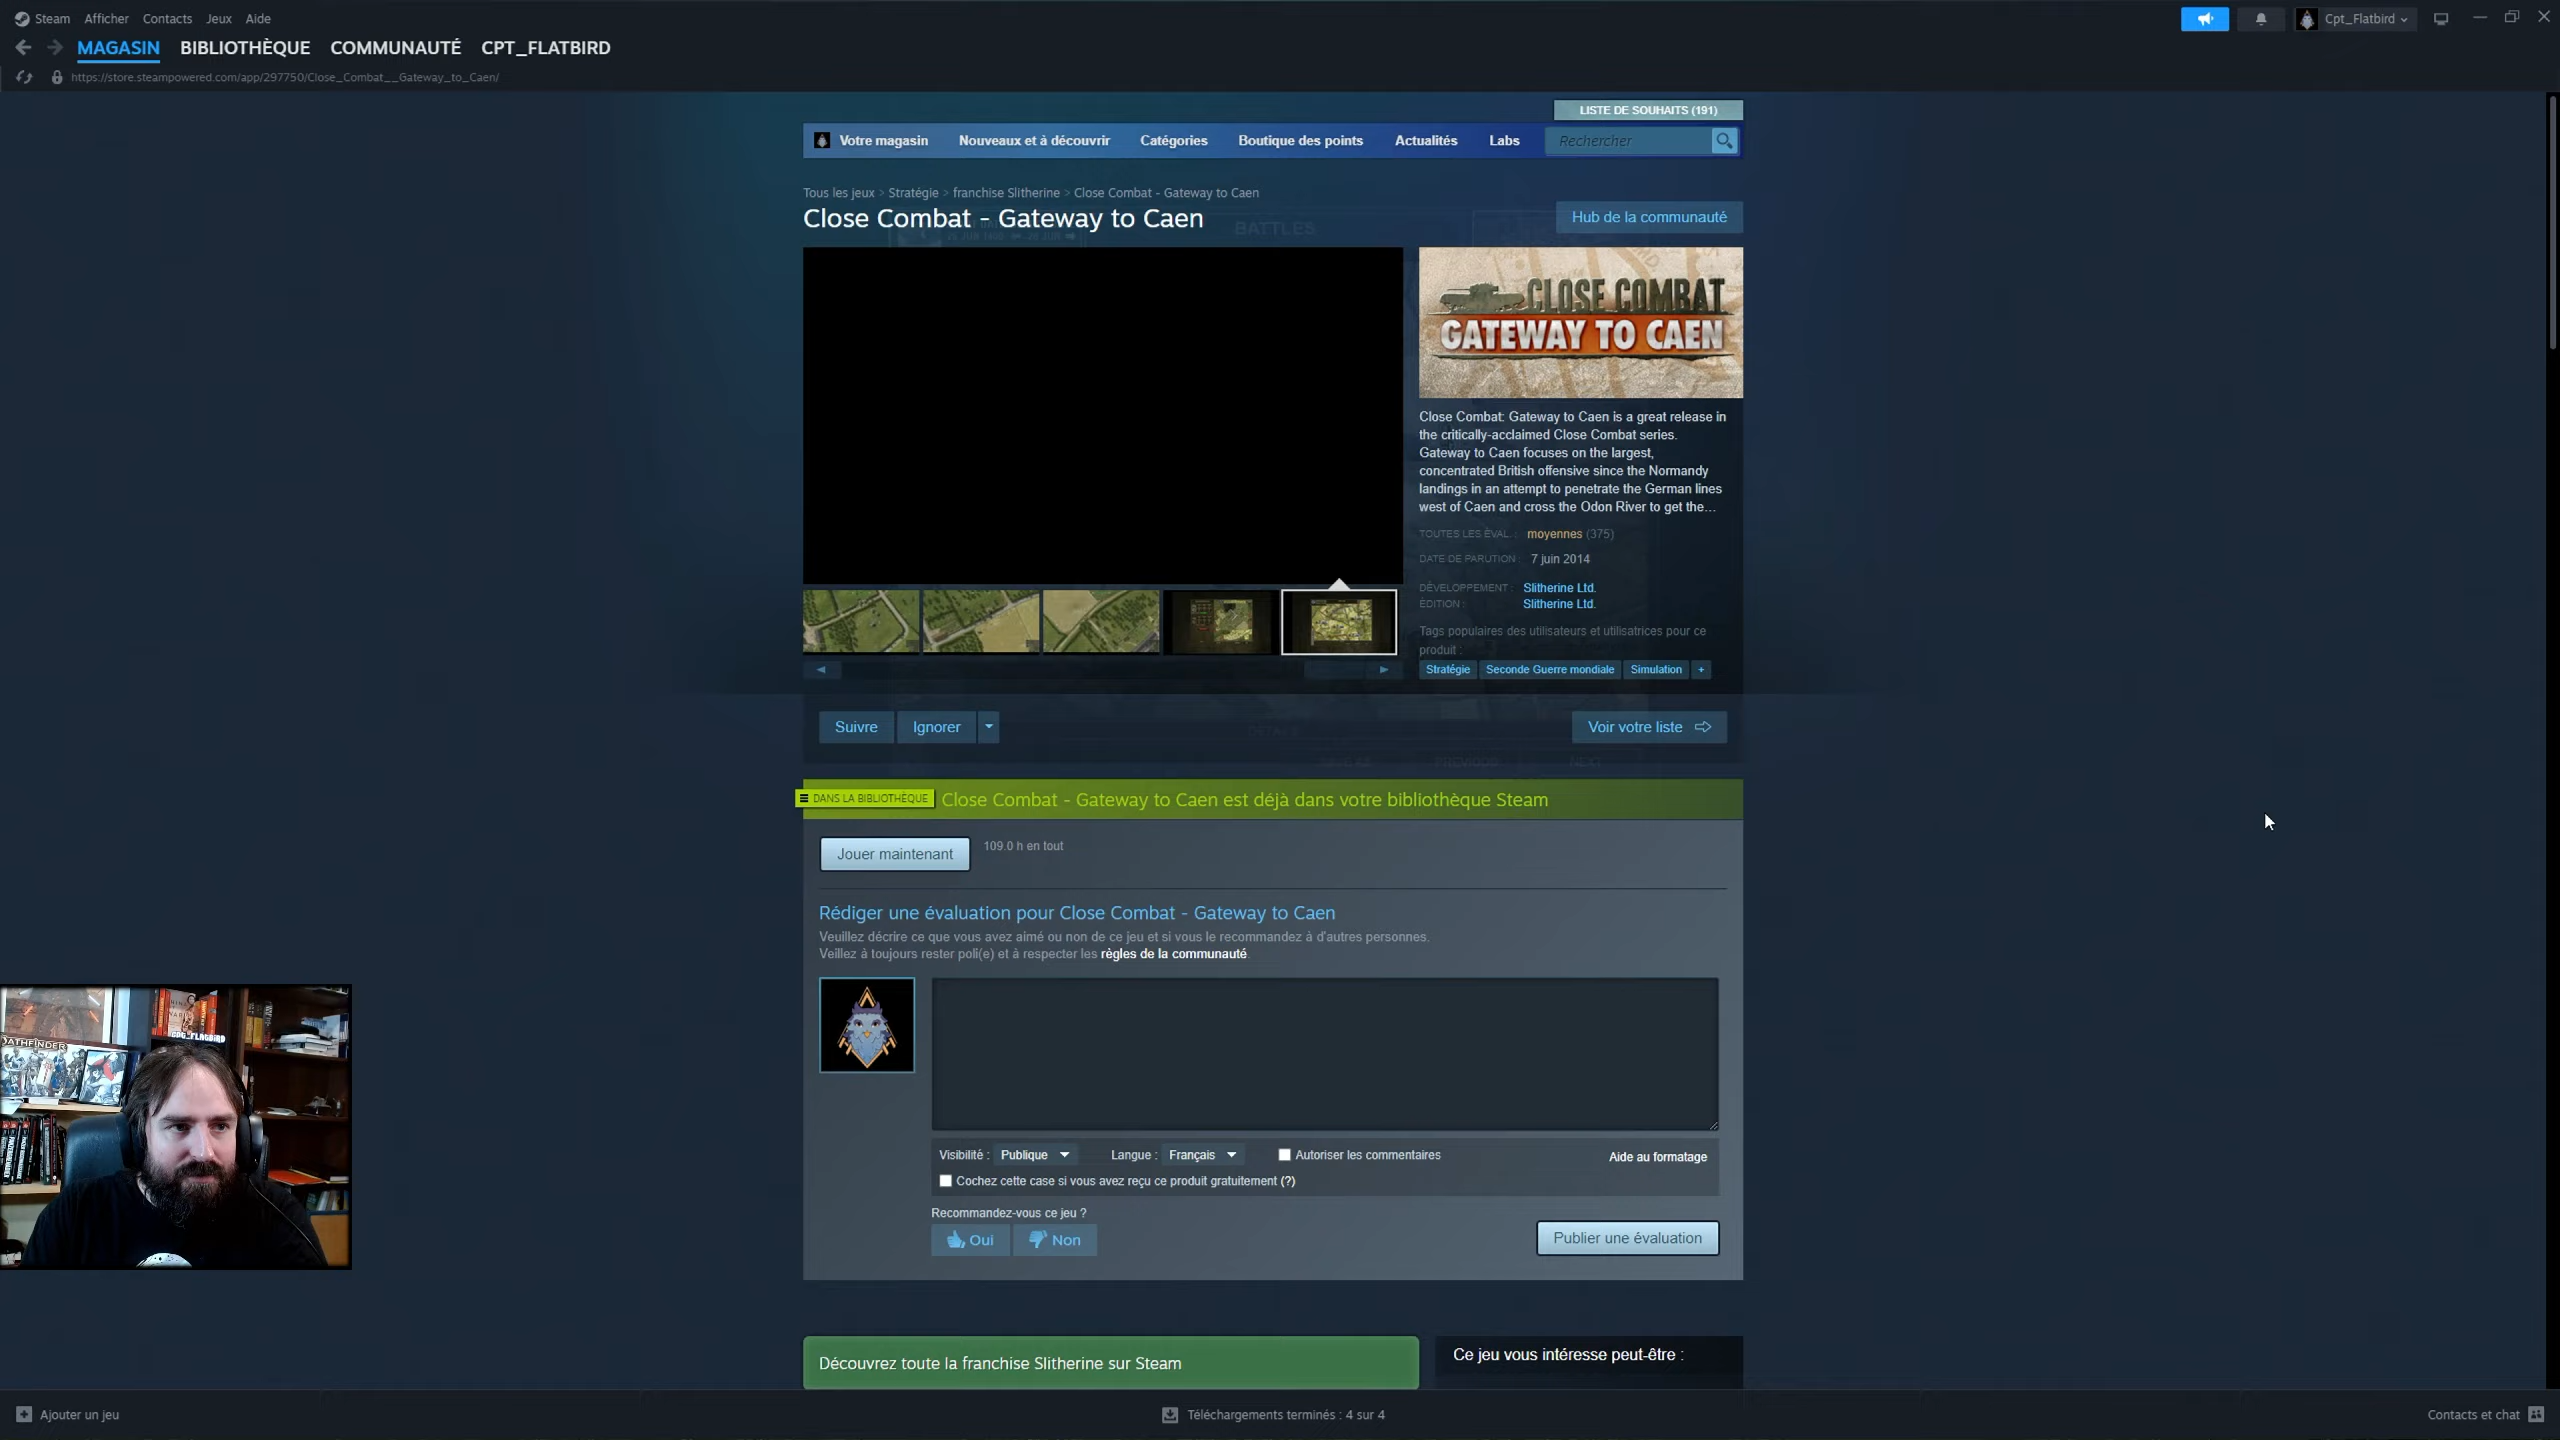 Steam Afficher Contacts Jeux Aide
Cpt_Flatbird
MAGASIN BIBLIOTHÈQUE COMMUNAUTÉ CPT_FLATBIRD
https://store.steampowered.com/app/297750/Close_Combat__Gateway_to_Caen/
LISTE DE SOUHAITS (191)
Votre magasin Nouveaux et à découvrir Catégories Boutique des points Actualités Labs Rechercher
Tous les jeux > Stratégie > franchise Slitherine > Close Combat - Gateway to Caen
Close Combat - Gateway to Caen
Hub de la communauté
BATTLES
CLOSE COMBAT
GATEWAY TO CAEN
Close Combat: Gateway to Caen is a great release in
the critically-acclaimed Close Combat series.
Gateway to Caen focuses on the largest,
concentrated British offensive since the Normandy
landings in an attempt to penetrate the German lines
west of Caen and cross the Odon River to get the...
TOUTES LES ÉVAL. : moyennes (375)
DATE DE PARUTION : 7 juin 2014
DÉVELOPPEMENT : Slitherine Ltd.
ÉDITION : Slitherine Ltd.
Tags populaires des utilisateurs et utilisatrices pour ce
produit :
Stratégie Seconde Guerre mondiale Simulation +
Suivre Ignorer
Voir votre liste
DETAILS
PREVIOUS NEXT
DANS LA BIBLIOTHÈQUE Close Combat - Gateway to Caen est déjà dans votre bibliothèque Steam
Jouer maintenant 109.0 h en tout
Rédiger une évaluation pour Close Combat - Gateway to Caen
Veuillez décrire ce que vous avez aimé ou non de ce jeu et si vous le recommandez à d'autres personnes.
Veillez à toujours rester poli(e) et à respecter les règles de la communauté.
Visibilité : Publique Langue : Français Autoriser les commentaires Aide au formatage
Cochez cette case si vous avez reçu ce produit gratuitement (?)
Recommandez-vous ce jeu ?
Oui Non
Publier une évaluation
CPT_FLATBIRD
PATHFINDER
Découvrez toute la franchise Slitherine sur Steam
Ce jeu vous intéresse peut-être :
Ajouter un jeu
Téléchargements terminés : 4 sur 4
Contacts et chat